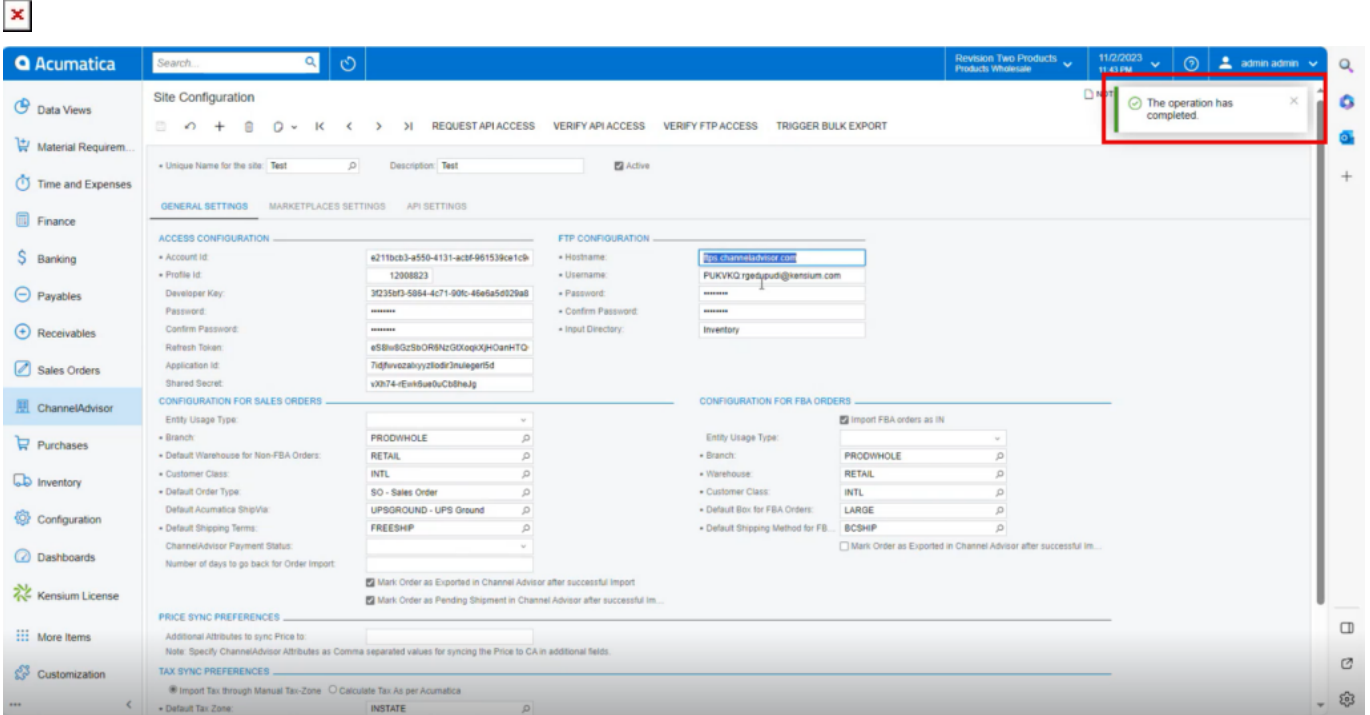 Acumatica
Search...
Revision Two Products
Products Wholesale
11/2/2023
11:43 PM
admin admin
Data Views
Material Requirem...
Time and Expenses
Finance
Banking
Payables
Receivables
Sales Orders
ChannelAdvisor
Purchases
Inventory
Configuration
Dashboards
Kensium License
More Items
Customization
Site Configuration
The operation has
completed.
REQUEST API ACCESS VERIFY API ACCESS VERIFY FTP ACCESS TRIGGER BULK EXPORT
Unique Name for the site: Test Description: Test Active
GENERAL SETTINGS MARKETPLACES SETTINGS API SETTINGS
ACCESS CONFIGURATION
Account Id:
Profile Id: 12008823
Developer Key:
Password:
Confirm Password:
Refresh Token:
Application Id:
Shared Secret:
FTP CONFIGURATION
Hostname: ftps.channeladvisor.com
Username: PUKVKQ:rgedupudi@kensium.com
Password:
Confirm Password:
Input Directory: Inventory
CONFIGURATION FOR SALES ORDERS
Entity Usage Type:
Branch: PRODWHOLE
Default Warehouse for Non-FBA Orders: RETAIL
Customer Class: INTL
Default Order Type: SO - Sales Order
Default Acumatica ShipVia: UPSGROUND - UPS Ground
Default Shipping Terms: FREESHIP
ChannelAdvisor Payment Status:
Number of days to go back for Order Import:
Mark Order as Exported in Channel Advisor after successful Import
Mark Order as Pending Shipment in Channel Advisor after successful Im...
CONFIGURATION FOR FBA ORDERS
Import FBA orders as IN
Entity Usage Type:
Branch: PRODWHOLE
Warehouse: RETAIL
Customer Class: INTL
Default Box for FBA Orders: LARGE
Default Shipping Method for FB... BCSHIP
Mark Order as Exported in Channel Advisor after successful Im...
PRICE SYNC PREFERENCES
Additional Attributes to sync Price to:
Note: Specify ChannelAdvisor Attributes as Comma separated values for syncing the Price to CA in additional fields.
TAX SYNC PREFERENCES
Import Tax through Manual Tax-Zone Calculate Tax As per Acumatica
Default Tax Zone: INSTATE